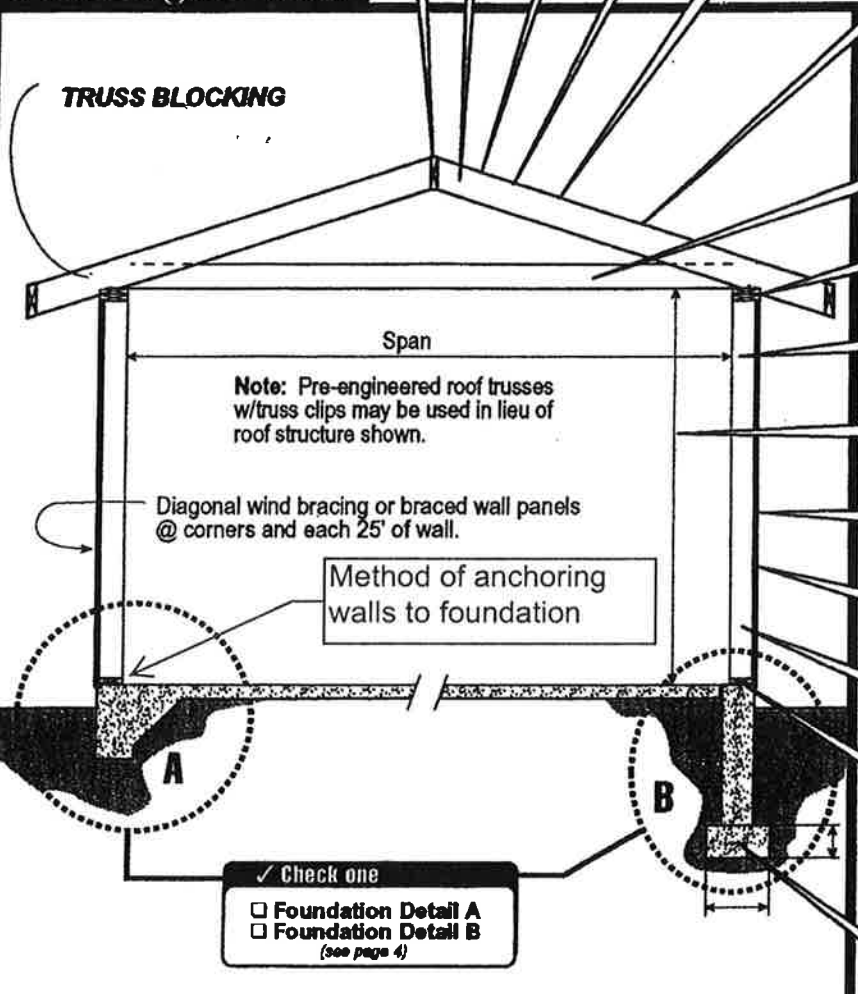 TRUSS BLOCKING
Span
Note: Pre-engineered roof trusses
w/truss clips may be used in lieu of
roof structure shown.
Diagonal wind bracing or braced wall panels
@ corners and each 25' of wall.
Method of anchoring
walls to foundation
A
B
✓ Check one
☐ Foundation Detail A
☐ Foundation Detail B
(see page 4)